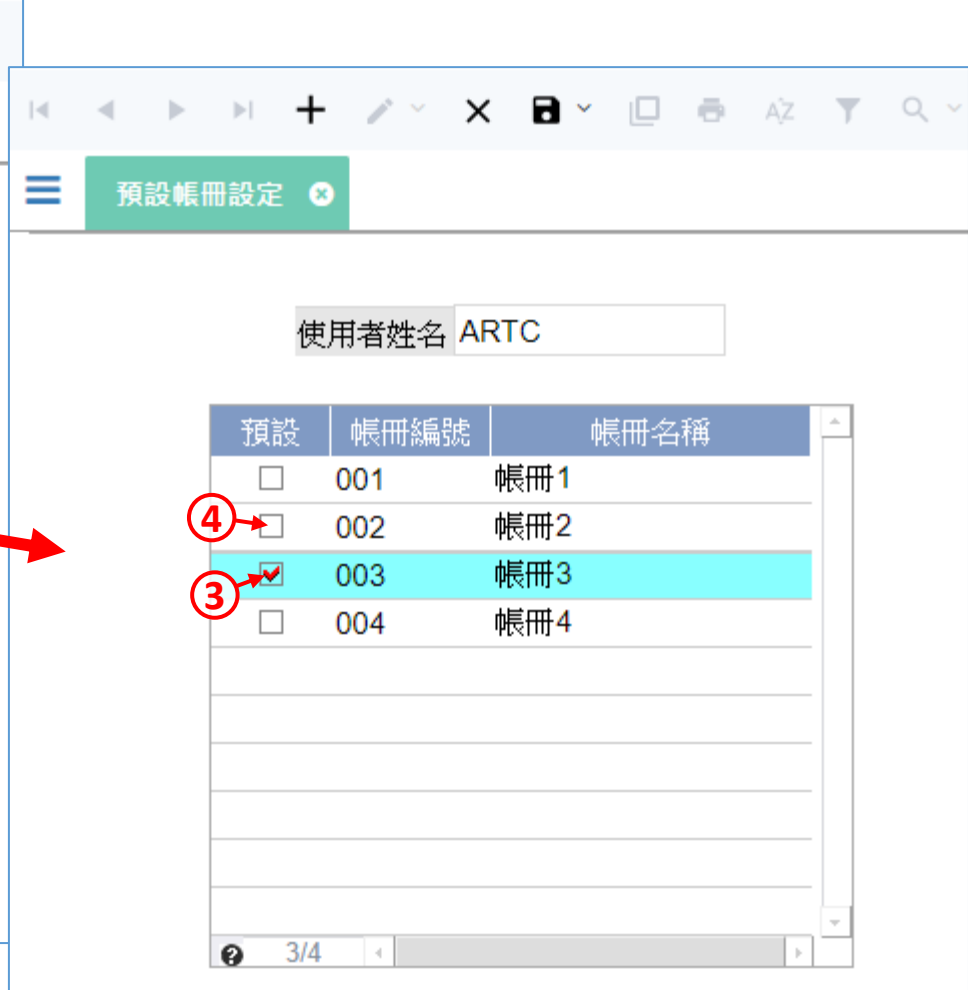 預設帳冊設定
使用者姓名 ARTC
預設 帳冊編號 帳冊名稱
001 帳冊1
④ 002 帳冊2
③ 003 帳冊3
004 帳冊4
3/4